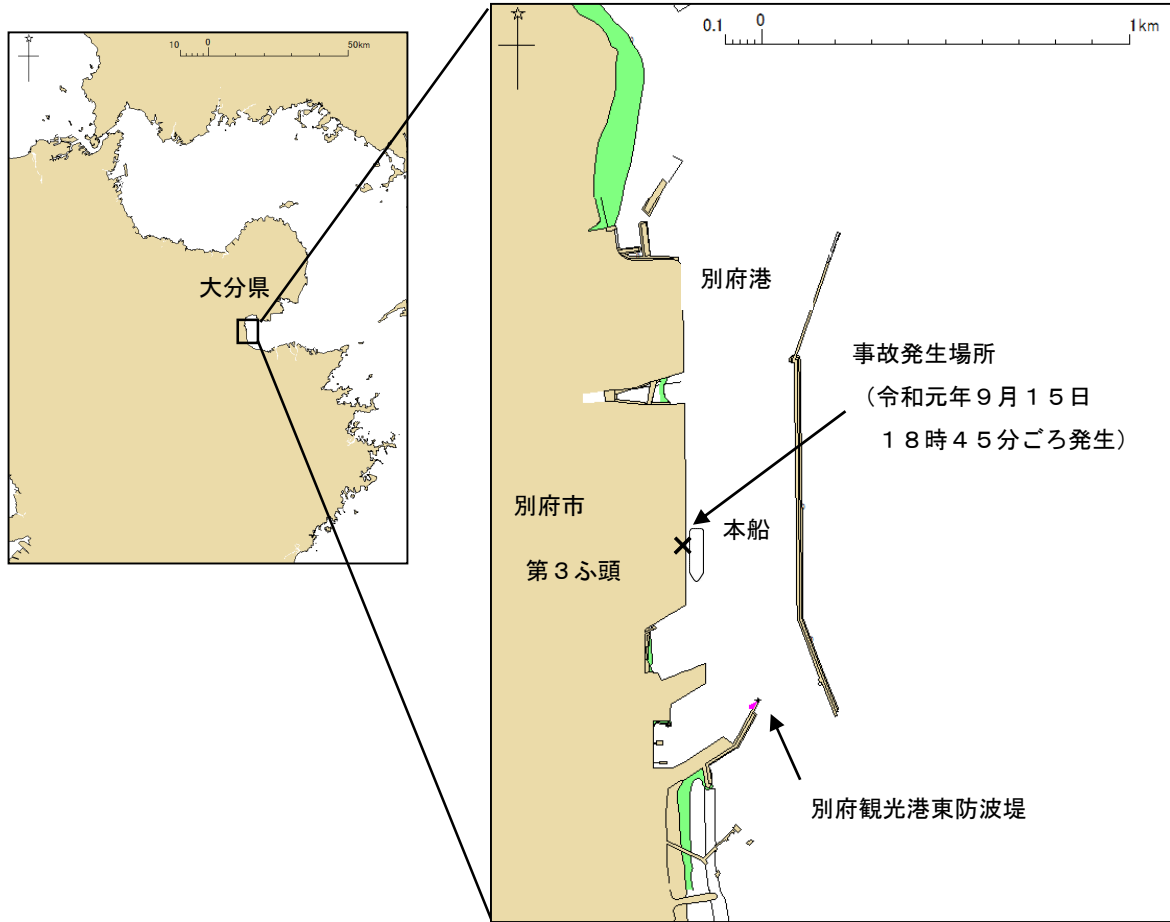 10 0 50km
大分県
0.1 0 1km
別府港
事故発生場所
（令和元年９月１５日
１８時４５分ごろ発生）
別府市
本船
第３ふ頭
別府観光港東防波堤